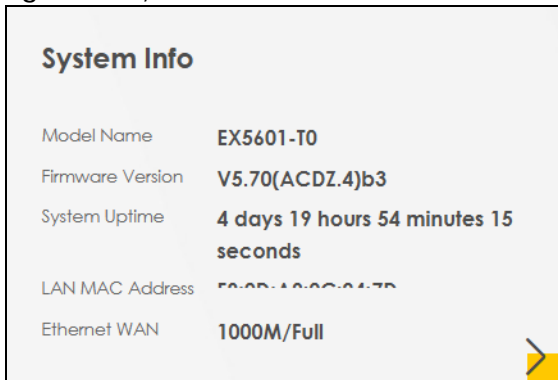 System Info
Model Name EX5601-T0
Firmware Version V5.70(ACDZ.4)b3
System Uptime 4 days 19 hours 54 minutes 15
seconds
LAN MAC Address
Ethernet WAN 1000M/Full